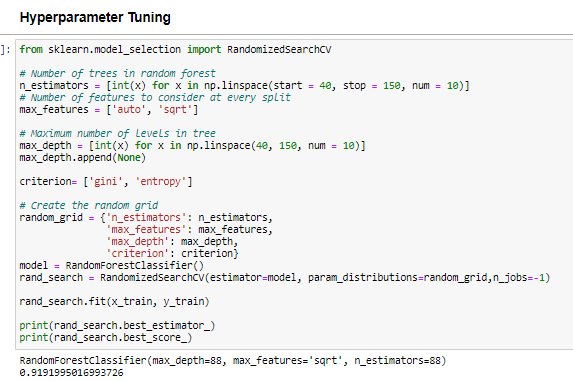 Hyperparameter Tuning
]: from sklearn.model_selection import RandomizedSearchCV
# Number of trees in random forest
n_estimators = [int(x) for x in np.linspace(start = 40, stop = 150, num = 10)]
# Number of features to consider at every split
max_features = ['auto', 'sqrt']
# Maximum number of levels in tree
max_depth = [int(x) for x in np.linspace(40, 150, num = 10)]
max_depth.append(None)
criterion= ['gini', 'entropy']
# Create the random grid
random_grid = {'n_estimators': n_estimators,
'max_features': max_features,
'max_depth': max_depth,
'criterion': criterion}
model = RandomForestClassifier()
rand_search = RandomizedSearchCV(estimator=model, param_distributions=random_grid,n_jobs=-1)
rand_search.fit(x_train, y_train)
print(rand_search.best_estimator_)
print(rand_search.best_score_)
RandomForestClassifier(max_depth=88, max_features='sqrt', n_estimators=88)
0.9191995016993726